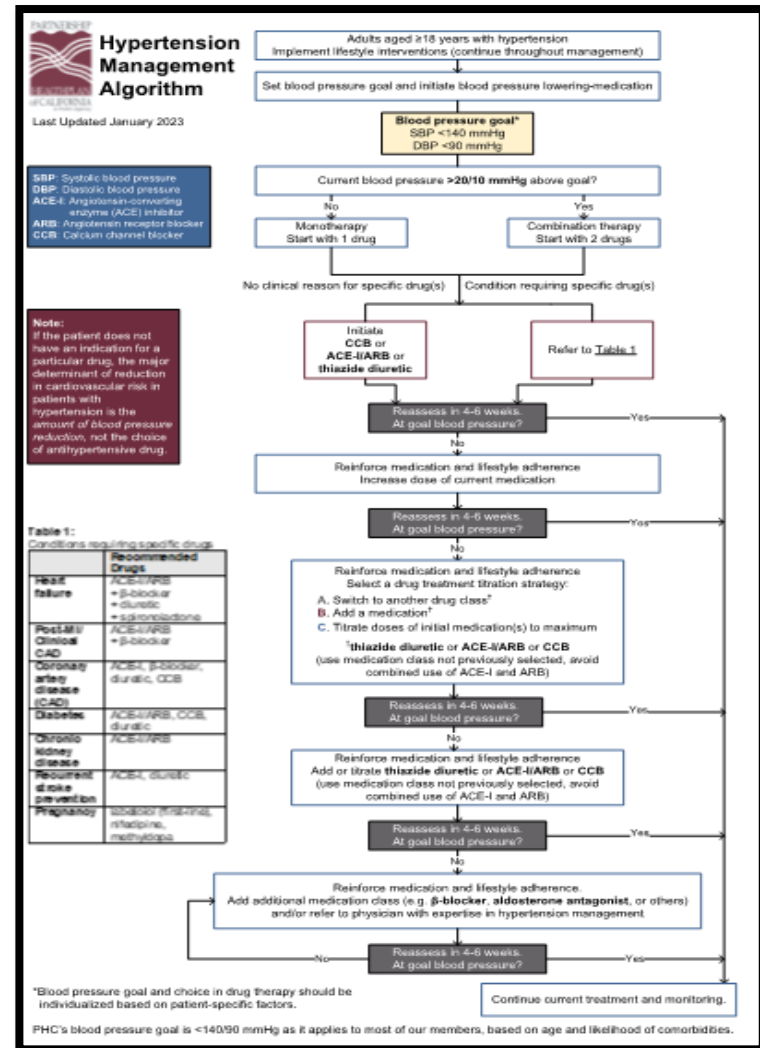 PARTNERSHIP
HEALTHPLAN
of CALIFORNIA
Hypertension
Management
Algorithm
Last Updated January 2023
Adults aged ≥18 years with hypertension
Implement lifestyle interventions (continue throughout management)
Set blood pressure goal and initiate blood pressure lowering-medication
Blood pressure goal*
SBP <140 mmHg
DBP <90 mmHg
SBP: Systolic blood pressure
DBP: Diastolic blood pressure
ACE-I: Angiotensin-converting
enzyme (ACE) inhibitor
ARB: Angiotensin receptor blocker
CCB: Calcium channel blocker
Current blood pressure >20/10 mmHg above goal?
No
Yes
Monotherapy
Start with 1 drug
Combination therapy
Start with 2 drugs
No clinical reason for specific drug(s)
Condition requiring specific drug(s)
Note:
If the patient does not
have an indication for a
particular drug, the major
determinant of reduction
in cardiovascular risk in
patients with
hypertension is the
amount of blood pressure
reduction, not the choice
of antihypertensive drug.
Initiate
CCB or
ACE-I/ARB or
thiazide diuretic
Refer to Table 1
Reassess in 4-6 weeks.
At goal blood pressure?
Yes
No
Reinforce medication and lifestyle adherence
Increase dose of current medication
Reassess in 4-6 weeks.
At goal blood pressure?
Yes
No
Reinforce medication and lifestyle adherence
Select a drug treatment titration strategy:
A. Switch to another drug class†
B. Add a medication†
C. Titrate doses of initial medication(s) to maximum
†thiazide diuretic or ACE-I/ARB or CCB
(use medication class not previously selected, avoid
combined use of ACE-I and ARB)
Reassess in 4-6 weeks.
At goal blood pressure?
Yes
No
Reinforce medication and lifestyle adherence
Add or titrate thiazide diuretic or ACE-I/ARB or CCB
(use medication class not previously selected, avoid
combined use of ACE-I and ARB)
Reassess in 4-6 weeks.
At goal blood pressure?
Yes
No
Reinforce medication and lifestyle adherence.
Add additional medication class (e.g. β-blocker, aldosterone antagonist, or others)
and/or refer to physician with expertise in hypertension management
No
Reassess in 4-6 weeks.
At goal blood pressure?
Yes
Continue current treatment and monitoring.
Table 1:
Conditions requiring specific drugs
Recommended
Drugs
Heart
failure
ACE-I/ARB
+ β-blocker
+ diuretic
+ spironolactone
Post-MI/
Clinical
CAD
ACE-I/ARB
+ β-blocker
Coronary
artery
disease
(CAD)
ACE-I, β-blocker,
diuretic, CCB
Diabetes
ACE-I/ARB, CCB,
diuretic
Chronic
kidney
disease
ACE-I/ARB
Recurrent
stroke
prevention
ACE-I, diuretic
Pregnancy
labetalol (first-line),
nifedipine,
methyldopa
*Blood pressure goal and choice in drug therapy should be
individualized based on patient-specific factors.
PHC's blood pressure goal is <140/90 mmHg as it applies to most of our members, based on age and likelihood of comorbidities.